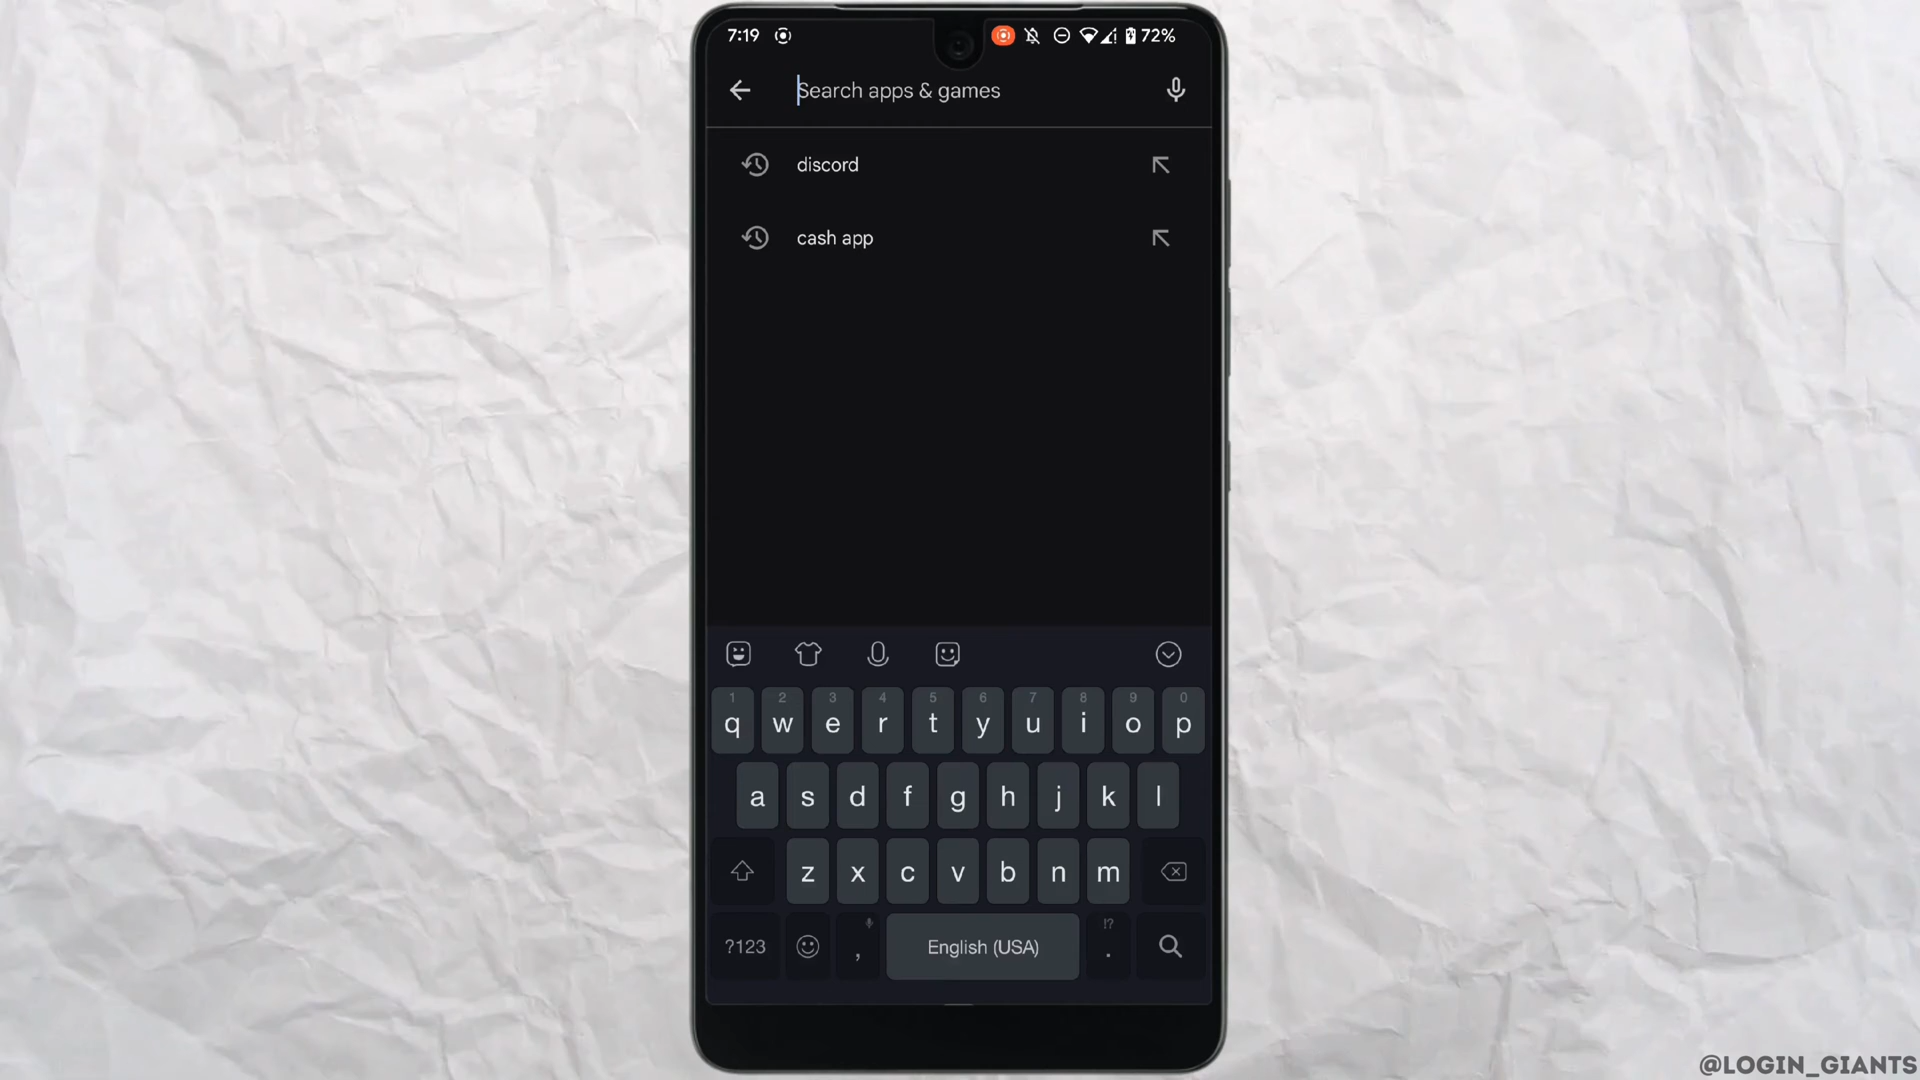 7:19 72%
Search apps & games
discord
cash app
1 2 3 4 5 6 7 8 9 0
q w e r t y u i o p
a s d f g h j k l
z x c v b n m
!?
?123 , English (USA) .
@LOGIN_GIANTS